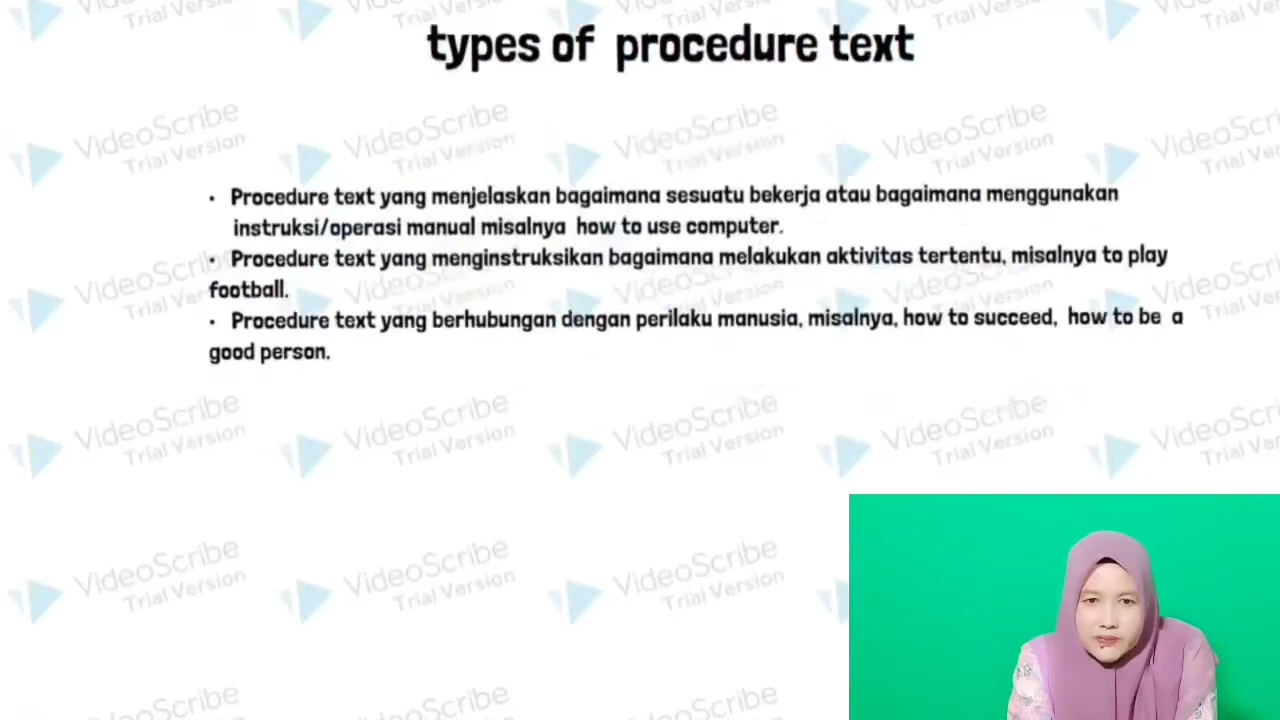 types of procedure text
• Procedure text yang menjelaskan bagaimana sesuatu bekerja atau bagaimana menggunakan
instruksi/operasi manual misalnya how to use computer.
• Procedure text yang menginstruksikan bagaimana melakukan aktivitas tertentu, misalnya to play
football.
• Procedure text yang berhubungan dengan perilaku manusia, misalnya, how to succeed, how to be a
good person.
VideoScribe
Trial Version